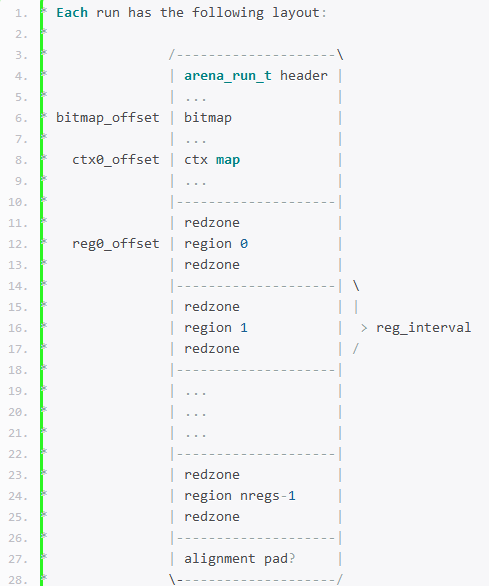 1. * Each run has the following layout:
2. *
3. *               /--------------------\
4. *               | arena_run_t header |
5. *               | ...                |
6. * bitmap_offset | bitmap             |
7. *               | ...                |
8. *   ctx0_offset | ctx map            |
9. *               | ...                |
10. *               |--------------------|
11. *               | redzone            |
12. *   reg0_offset | region 0           |
13. *               | redzone            |
14. *               |--------------------| \
15. *               | redzone            | |
16. *               | region 1           |  > reg_interval
17. *               | redzone            | /
18. *               |--------------------|
19. *               | ...                |
20. *               | ...                |
21. *               | ...                |
22. *               |--------------------|
23. *               | redzone            |
24. *               | region nregs-1     |
25. *               | redzone            |
26. *               |--------------------|
27. *               | alignment pad?     |
28. *               \--------------------/